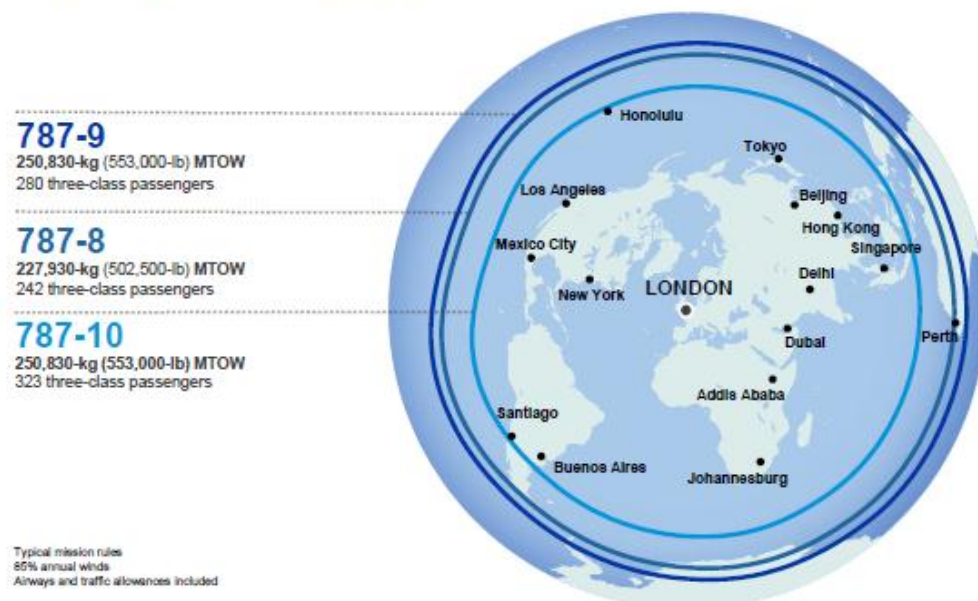 787-9
250,830-kg (553,000-lb) MTOW
280 three-class passengers
787-8
227,930-kg (502,500-lb) MTOW
242 three-class passengers
787-10
250,830-kg (553,000-lb) MTOW
323 three-class passengers
Honolulu
Tokyo
Los Angeles
Beijing
Hong Kong
Mexico City
Singapore
Delhi
New York
LONDON
Perth
Dubai
Addis Ababa
Santiago
Buenos Aires
Johannesburg
Typical mission rules
85% annual winds
Airways and traffic allowances included